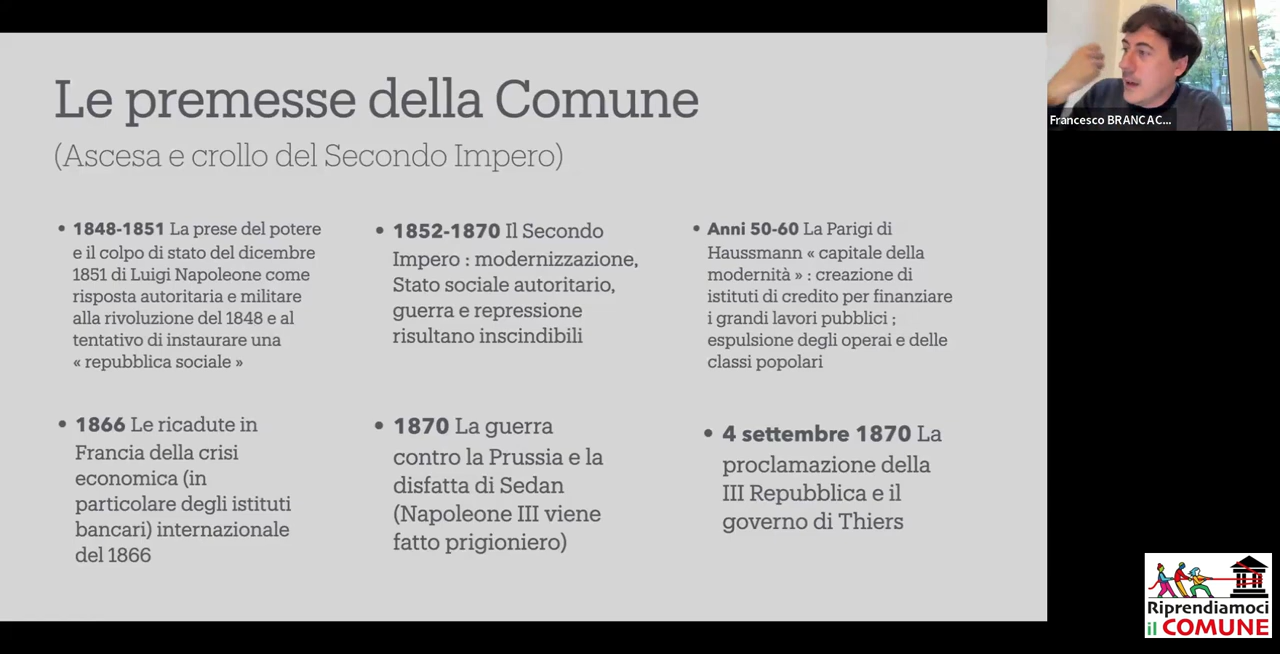 Le premesse della Comune
(Ascesa e crollo del Secondo Impero)
• 1848-1851 La prese del potere
e il colpo di stato del dicembre
1851 di Luigi Napoleone come
risposta autoritaria e militare
alla rivoluzione del 1848 e al
tentativo di instaurare una
« repubblica sociale »
• 1852-1870 Il Secondo
Impero : modernizzazione,
Stato sociale autoritario,
guerra e repressione
risultano inscindibili
• Anni 50-60 La Parigi di
Haussmann « capitale della
modernità » : creazione di
istituti di credito per finanziare
i grandi lavori pubblici ;
espulsione degli operai e delle
classi popolari
• 1866 Le ricadute in
Francia della crisi
economica (in
particolare degli istituti
bancari) internazionale
del 1866
• 1870 La guerra
contro la Prussia e la
disfatta di Sedan
(Napoleone III viene
fatto prigioniero)
• 4 settembre 1870 La
proclamazione della
III Repubblica e il
governo di Thiers
Francesco BRANCAC...
Riprendiamoci
il COMUNE